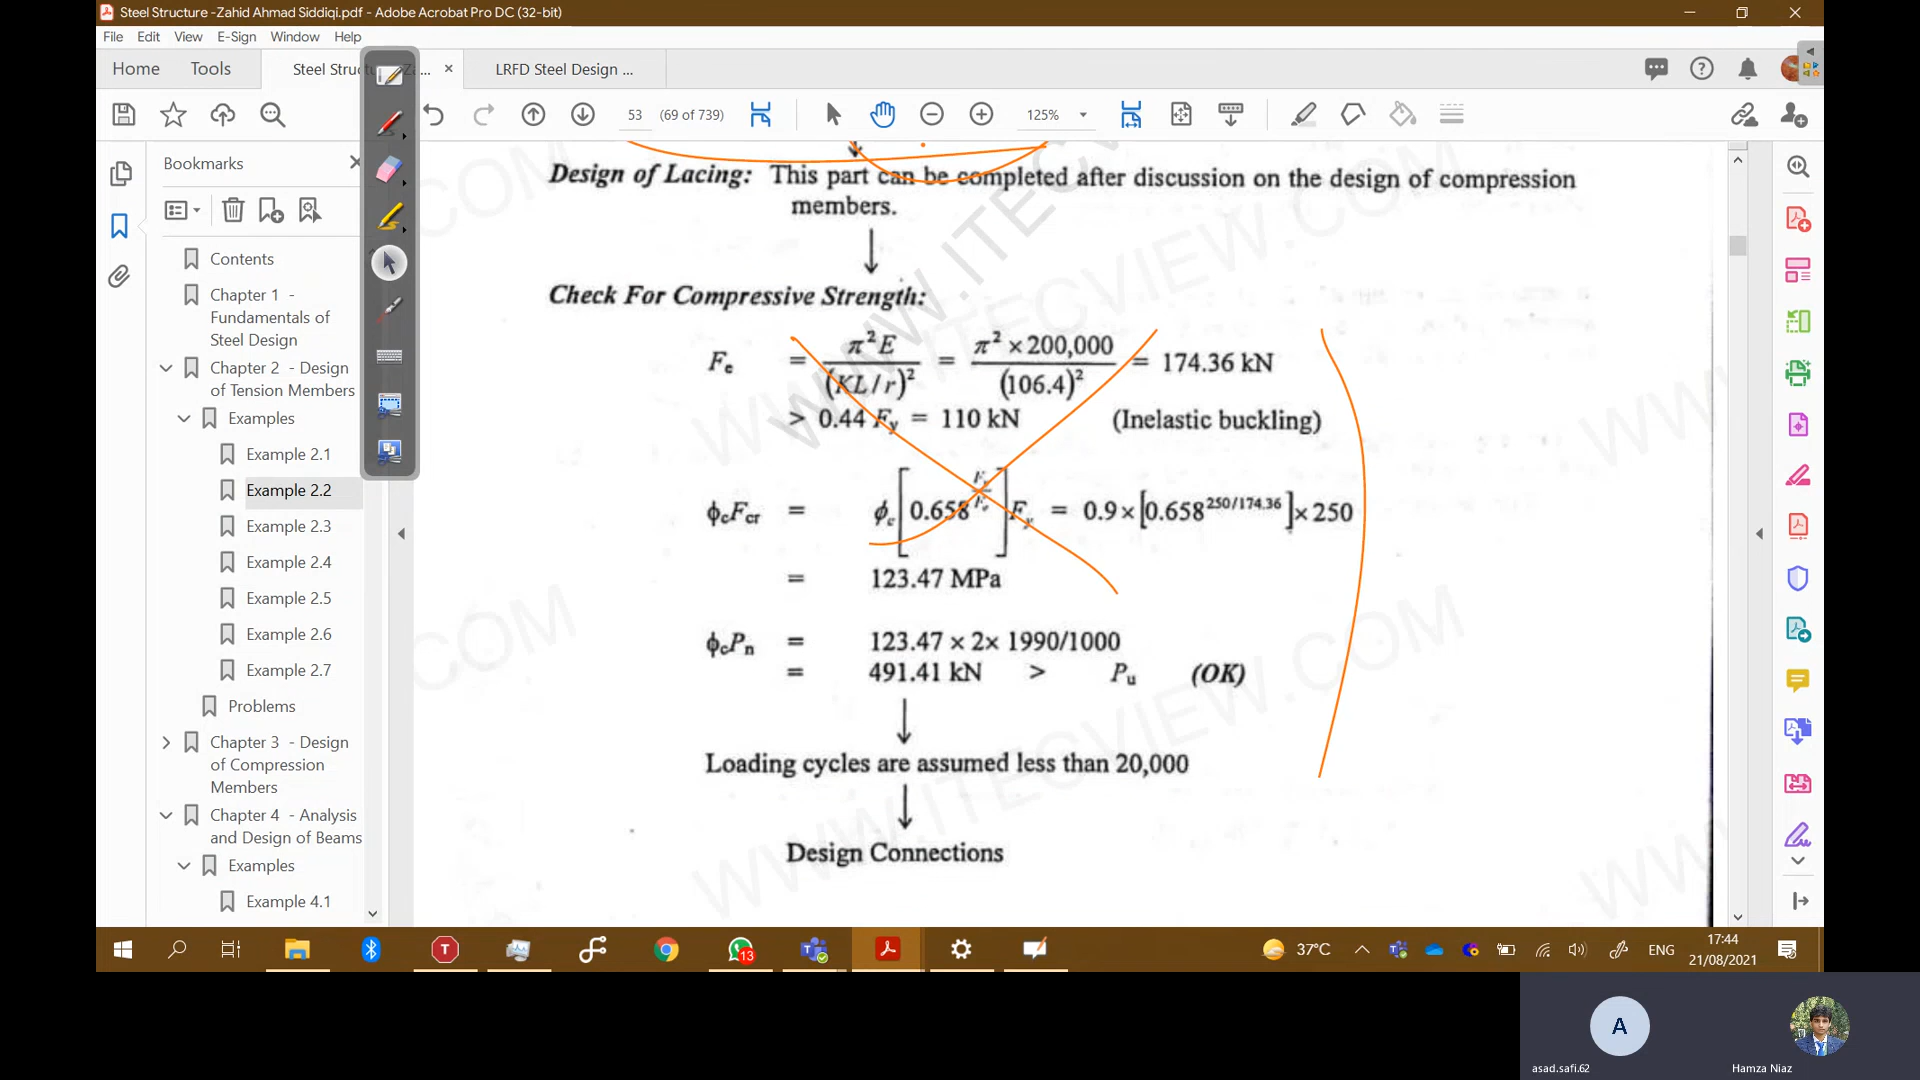 Steel Structure -Zahid Ahmad Siddiqi.pdf - Adobe Acrobat Pro DC (32-bit)
File Edit View E-Sign Window Help
Home Tools Steel Struct... × LRFD Steel Design ...
53 (69 of 739) 125%
Bookmarks
Contents
Chapter 1 -
Fundamentals of
Steel Design
Chapter 2 - Design
of Tension Members
Examples
Example 2.1
Example 2.2
Example 2.3
Example 2.4
Example 2.5
Example 2.6
Example 2.7
Problems
Chapter 3 - Design
of Compression
Members
Chapter 4 - Analysis
and Design of Beams
Examples
Example 4.1
Design of Lacing: This part can be completed after discussion on the design of compression
members.
↓
Check For Compressive Strength:
Fe = π²E / (KL/r)² = π² × 200,000 / (106.4)² = 174.36 kN
> 0.44 Fy = 110 kN (Inelastic buckling)
ϕcFcr = ϕc[0.658^(Fy/Fe)]Fy = 0.9×[0.658^250/174.36]×250
= 123.47 MPa
ϕcPn = 123.47 × 2× 1990/1000
= 491.41 kN > Pu (OK)
↓
Loading cycles are assumed less than 20,000
↓
Design Connections
WWW.ITECVIEW.COM
13
37°C ENG 17:44
21/08/2021
A
asad.safi.62 Hamza Niaz